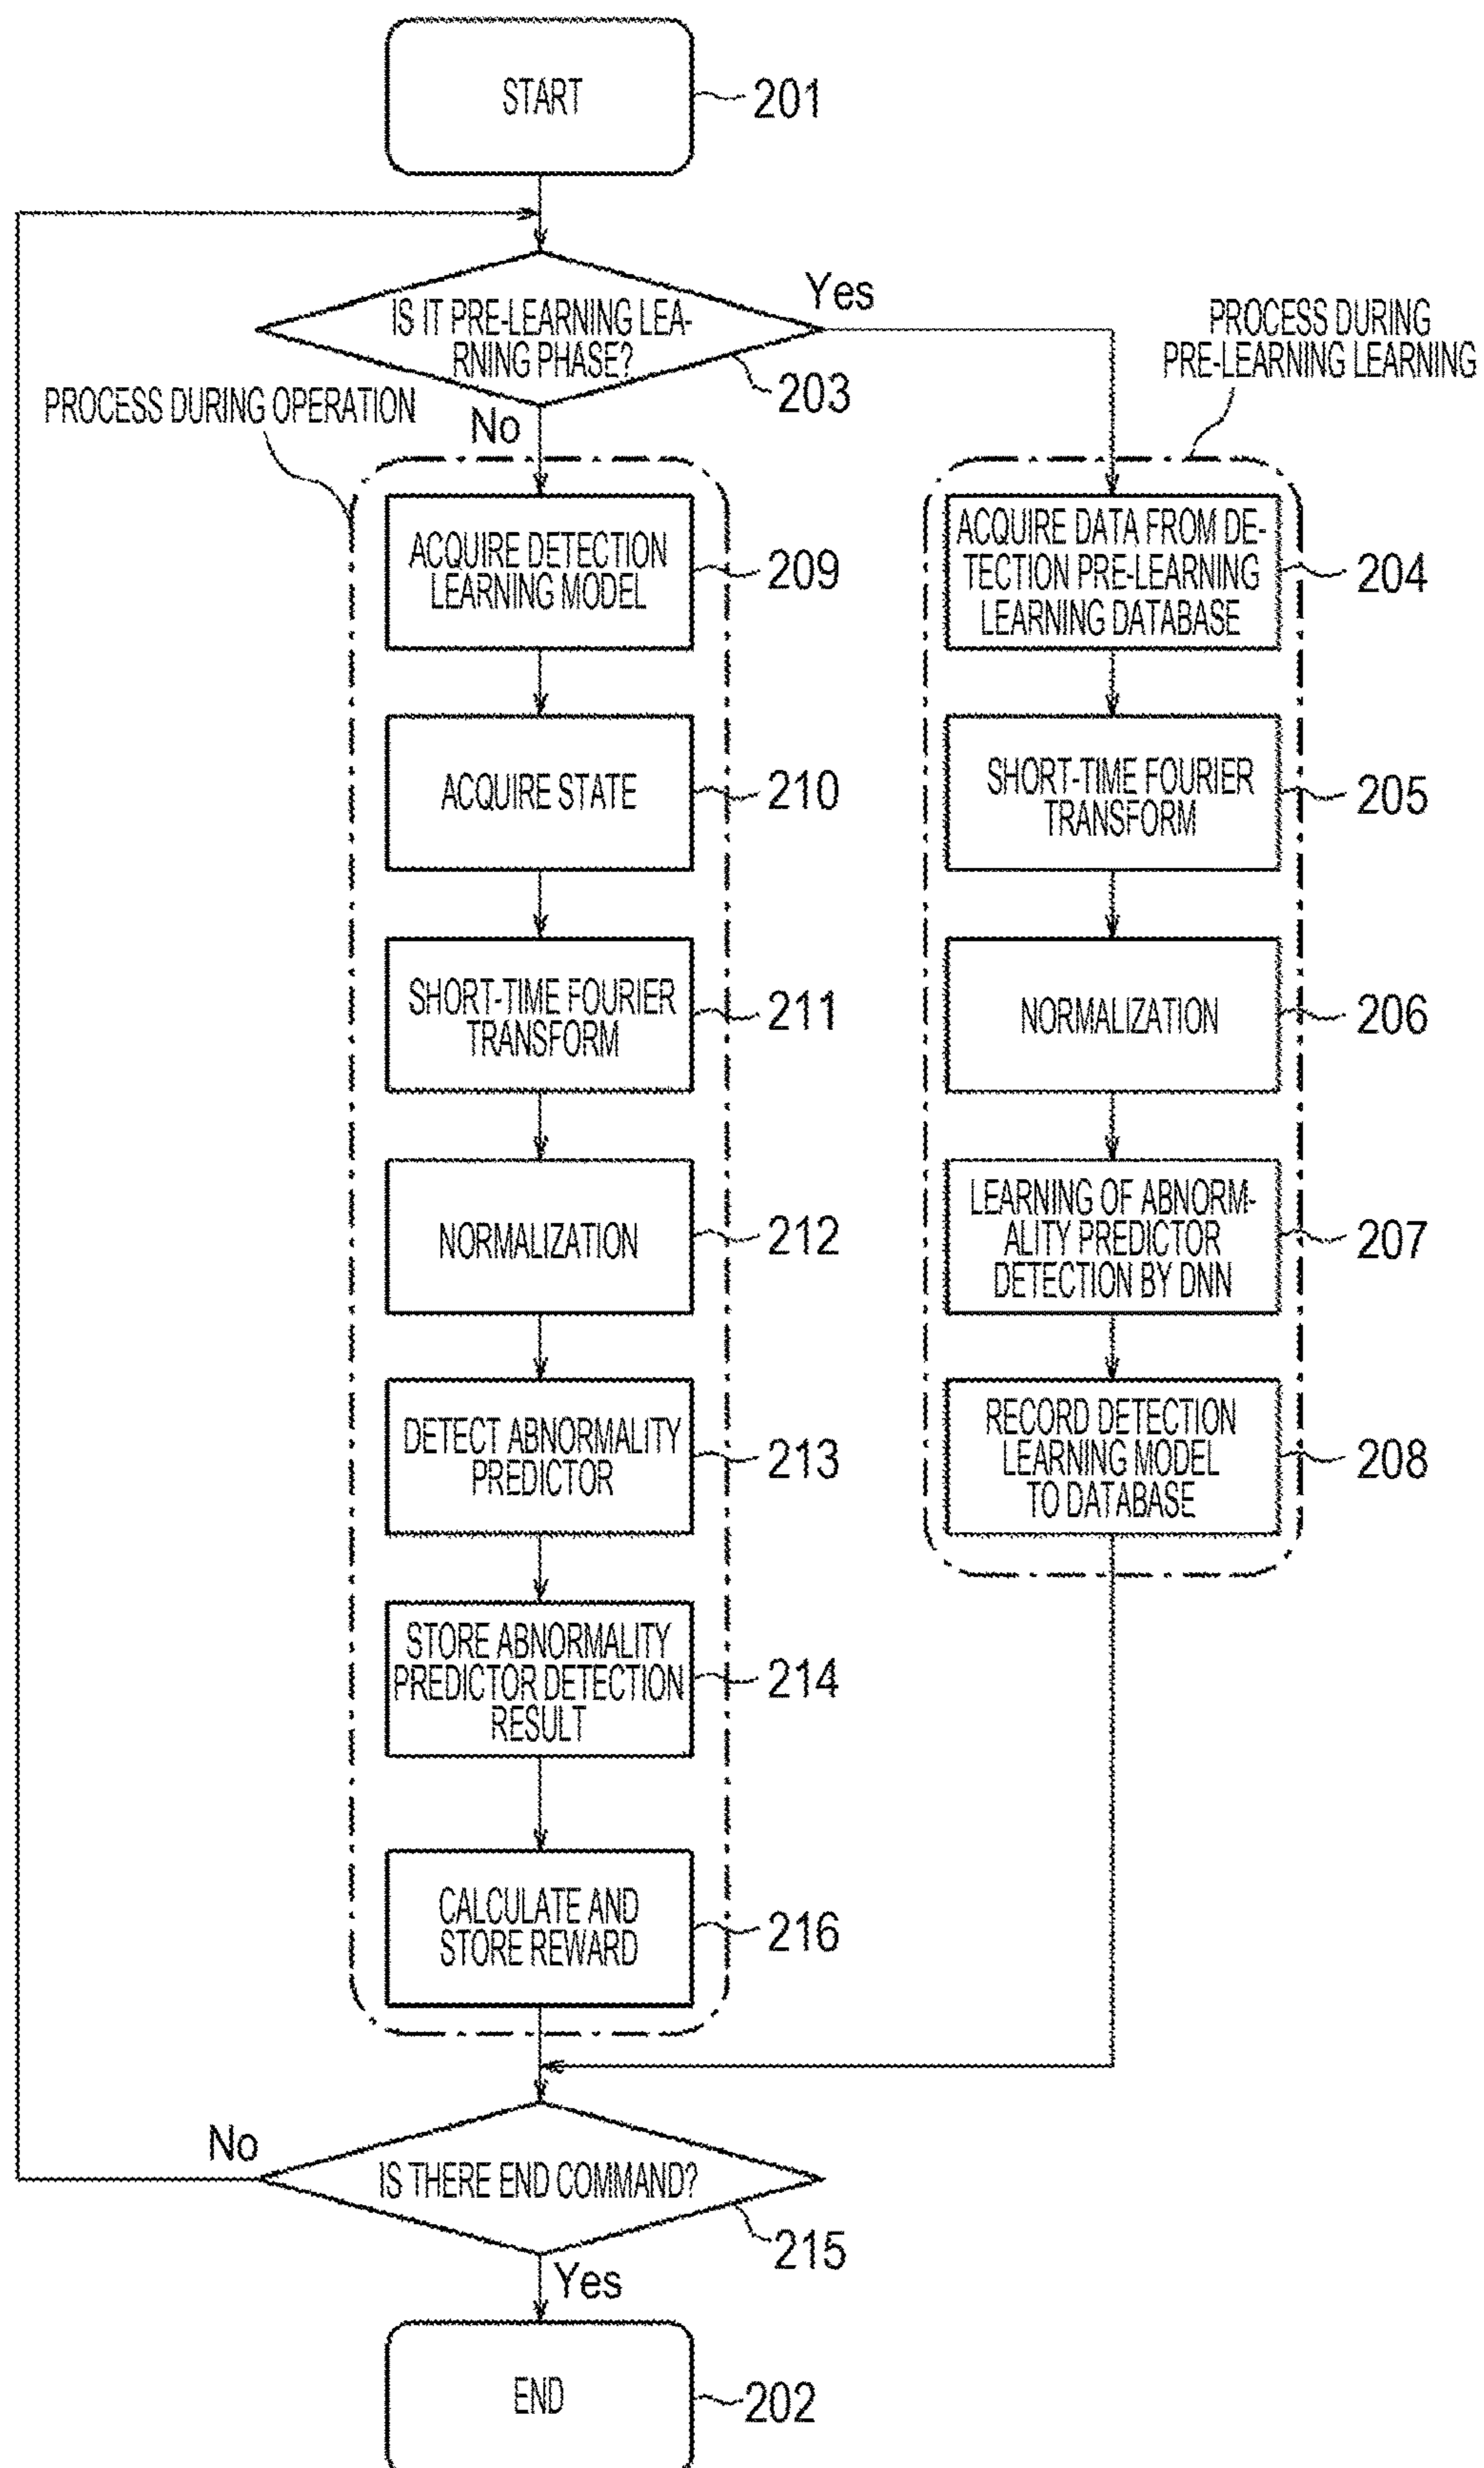 START
201
IS IT PRE-LEARNING LEA-
RNING PHASE?
203
Yes
No
PROCESS DURING OPERATION
PROCESS DURING
PRE-LEARNING LEARNING
ACQUIRE DETECTION
LEARNING MODEL
209
ACQUIRE STATE
210
SHORT-TIME FOURIER
TRANSFORM
211
NORMALIZATION
212
DETECT ABNORMALITY
PREDICTOR
213
STORE ABNORMALITY
PREDICTOR DETECTION
RESULT
214
CALCULATE AND
STORE REWARD
216
ACQUIRE DATA FROM DE-
TECTION PRE-LEARNING
LEARNING DATABASE
204
SHORT-TIME FOURIER
TRANSFORM
205
NORMALIZATION
206
LEARNING OF ABNORM-
ALITY PREDICTOR
DETECTION BY DNN
207
RECORD DETECTION
LEARNING MODEL
TO DATABASE
208
No
IS THERE END COMMAND?
215
Yes
END
202